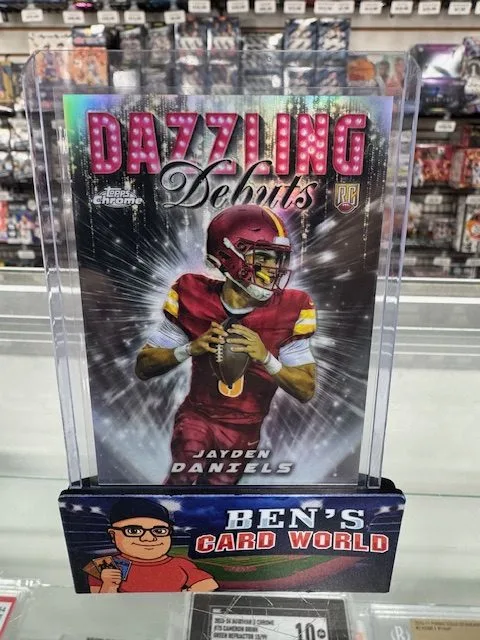 DAZZLING
Debuts
Topps
Chrome
RC
JAYDEN
DANIELS
BEN'S
CARD WORLD
10